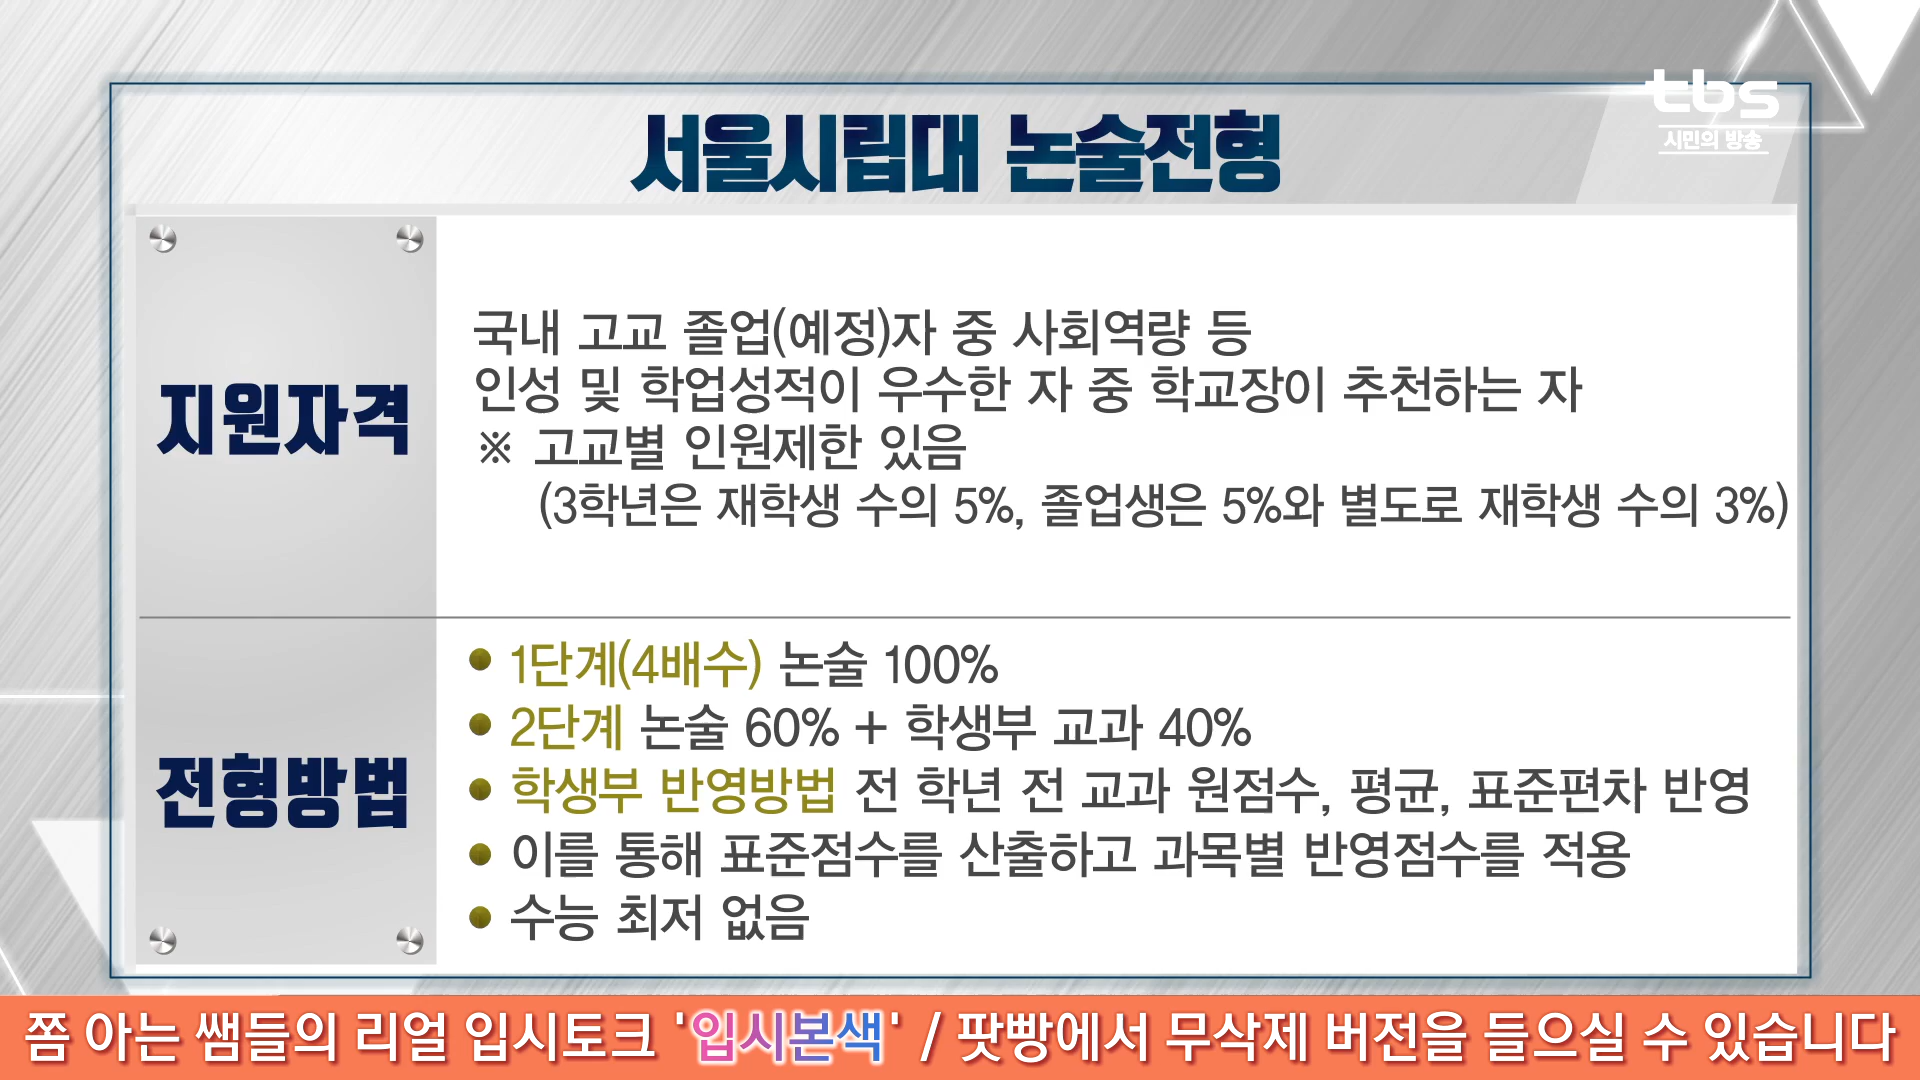 서울시립대 논술전형
tbs
시민의 방송
지원자격
국내 고교 졸업(예정)자 중 사회역량 등
인성 및 학업성적이 우수한 자 중 학교장이 추천하는 자
※ 고교별 인원제한 있음
(3학년은 재학생 수의 5%, 졸업생은 5%와 별도로 재학생 수의 3%)
전형방법
● 1단계(4배수) 논술 100%
● 2단계 논술 60% + 학생부 교과 40%
● 학생부 반영방법 전 학년 전 교과 원점수, 평균, 표준편차 반영
● 이를 통해 표준점수를 산출하고 과목별 반영점수를 적용
● 수능 최저 없음
쫌 아는 쌤들의 리얼 입시토크 '입시본색' / 팟빵에서 무삭제 버전을 들으실 수 있습니다